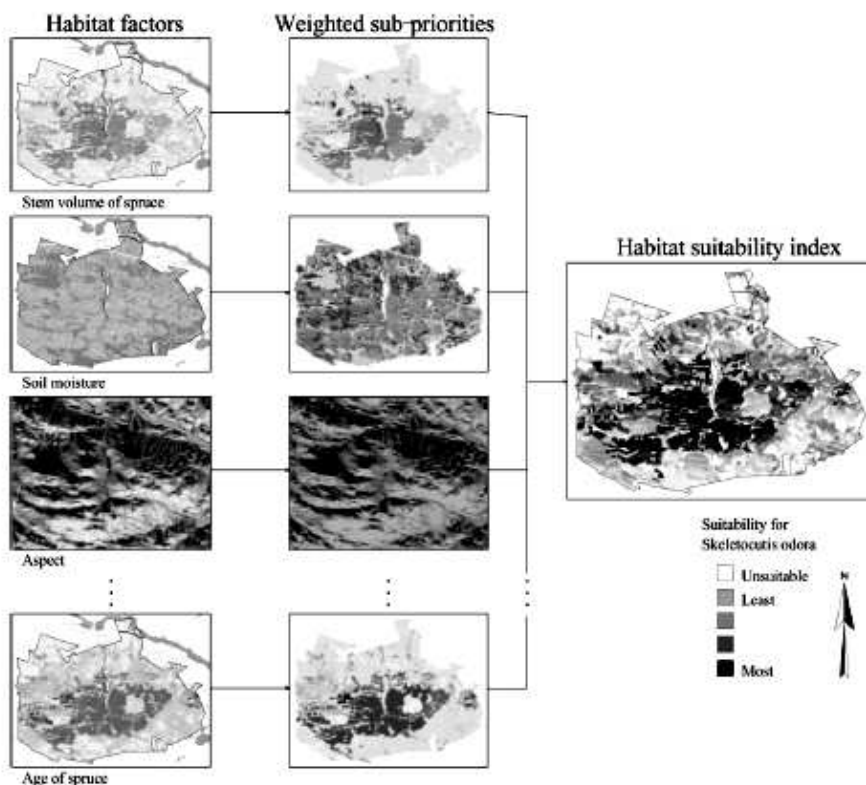 Habitat factors
Weighted sub-priorities
Stem volume of spruce
Soil moisture
Habitat suitability index
Aspect
Suitability for
Skeletocutis odora
Unsuitable
Least
Most
N
Age of spruce